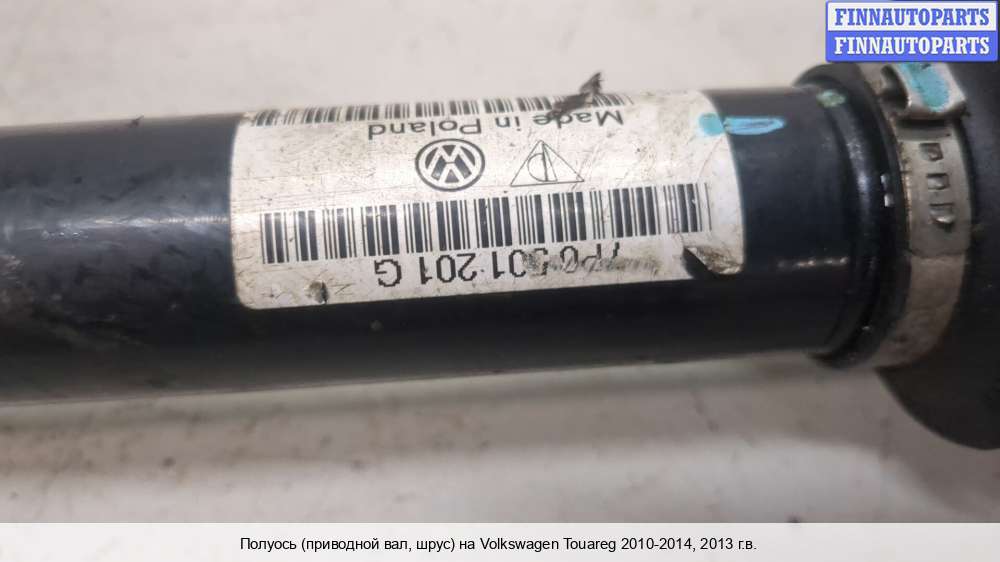 FINNAUTOPARTS
FINNAUTOPARTS
Made in Poland
7P0 501 201 G
Полуось (приводной вал, шрус) на Volkswagen Touareg 2010-2014, 2013 г.в.